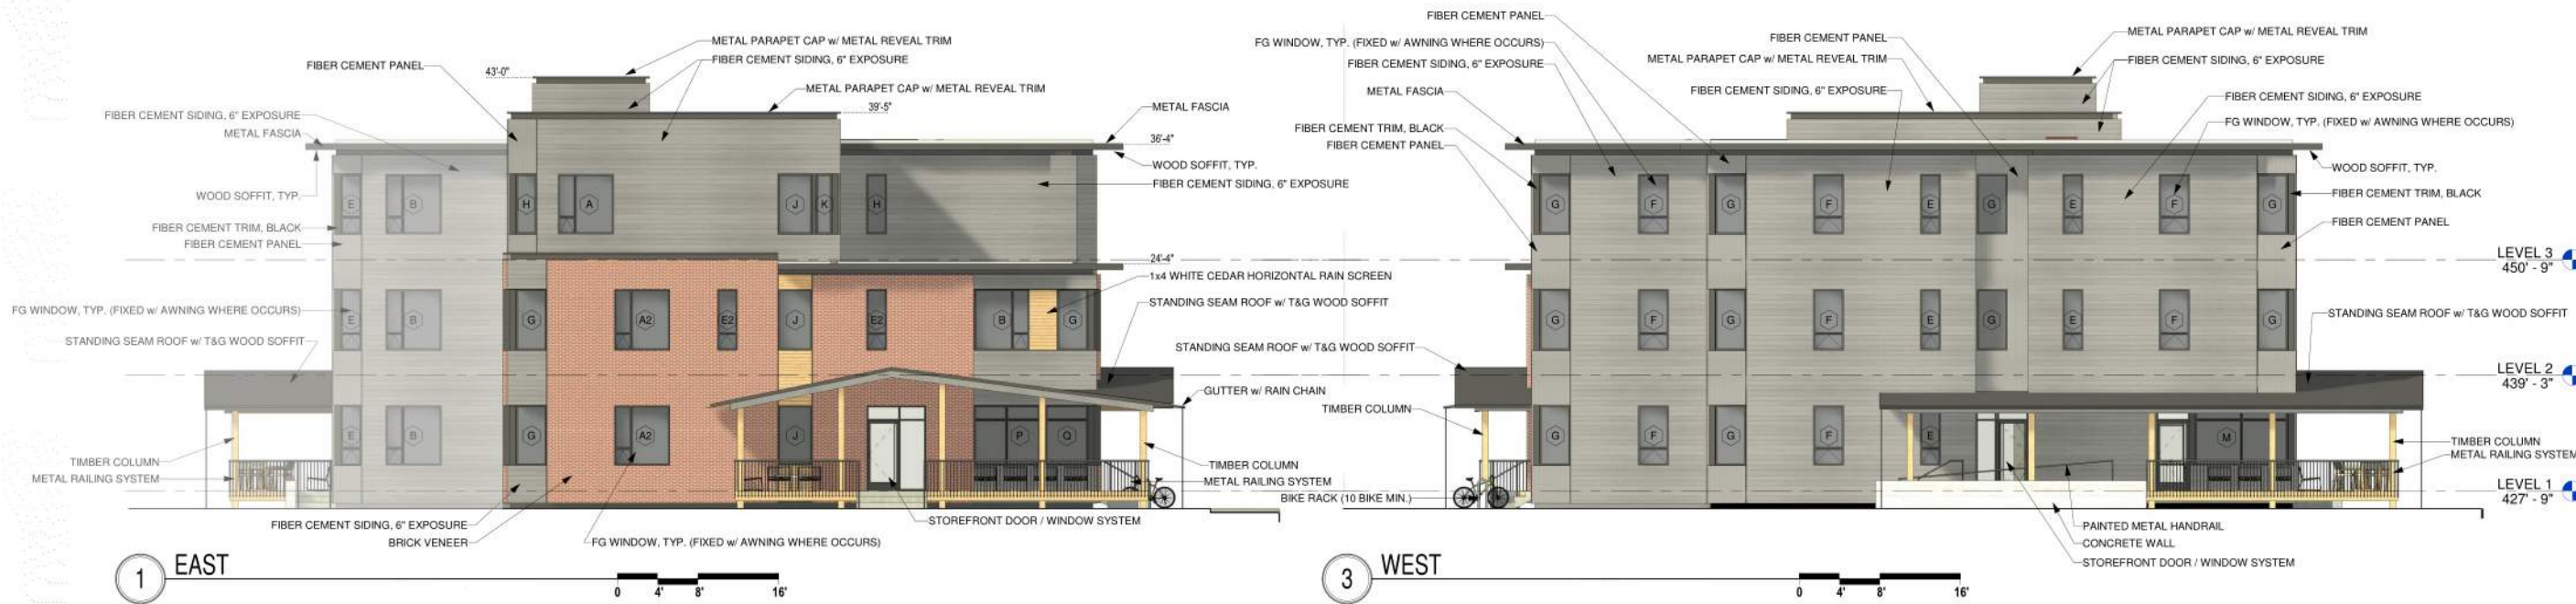 METAL PARAPET CAP w/ METAL REVEAL TRIM
FIBER CEMENT SIDING, 6" EXPOSURE
FIBER CEMENT PANEL
43'-0"
METAL PARAPET CAP w/ METAL REVEAL TRIM
39'-5"
METAL FASCIA
FIBER CEMENT SIDING, 6" EXPOSURE
METAL FASCIA
36'-4"
WOOD SOFFIT, TYP.
WOOD SOFFIT, TYP.
FIBER CEMENT SIDING, 6" EXPOSURE
E B H A J K H
FIBER CEMENT TRIM, BLACK
FIBER CEMENT PANEL
24'-4"
1x4 WHITE CEDAR HORIZONTAL RAIN SCREEN
STANDING SEAM ROOF w/ T&G WOOD SOFFIT
FG WINDOW, TYP. (FIXED w/ AWNING WHERE OCCURS)
E B G A2 E2 J E2 B G
STANDING SEAM ROOF w/ T&G WOOD SOFFIT
GUTTER w/ RAIN CHAIN
E B G A2 J P Q
TIMBER COLUMN
METAL RAILING SYSTEM
TIMBER COLUMN
METAL RAILING SYSTEM
FIBER CEMENT SIDING, 6" EXPOSURE
BRICK VENEER
FG WINDOW, TYP. (FIXED w/ AWNING WHERE OCCURS)
STOREFRONT DOOR / WINDOW SYSTEM
1 EAST
0 4' 8' 16'
FIBER CEMENT PANEL
FG WINDOW, TYP. (FIXED w/ AWNING WHERE OCCURS)
FIBER CEMENT SIDING, 6" EXPOSURE
METAL FASCIA
FIBER CEMENT PANEL
METAL PARAPET CAP w/ METAL REVEAL TRIM
FIBER CEMENT SIDING, 6" EXPOSURE
METAL PARAPET CAP w/ METAL REVEAL TRIM
FIBER CEMENT SIDING, 6" EXPOSURE
FIBER CEMENT SIDING, 6" EXPOSURE
FG WINDOW, TYP. (FIXED w/ AWNING WHERE OCCURS)
FIBER CEMENT TRIM, BLACK
FIBER CEMENT PANEL
WOOD SOFFIT, TYP.
FIBER CEMENT TRIM, BLACK
FIBER CEMENT PANEL
G F G F E G E F G
LEVEL 3
450' - 9"
G F G F E G E F G
STANDING SEAM ROOF w/ T&G WOOD SOFFIT
STANDING SEAM ROOF w/ T&G WOOD SOFFIT
LEVEL 2
439' - 3"
TIMBER COLUMN
G F G F E M
TIMBER COLUMN
METAL RAILING SYSTEM
LEVEL 1
427' - 9"
BIKE RACK (10 BIKE MIN.)
PAINTED METAL HANDRAIL
CONCRETE WALL
STOREFRONT DOOR / WINDOW SYSTEM
3 WEST
0 4' 8' 16'